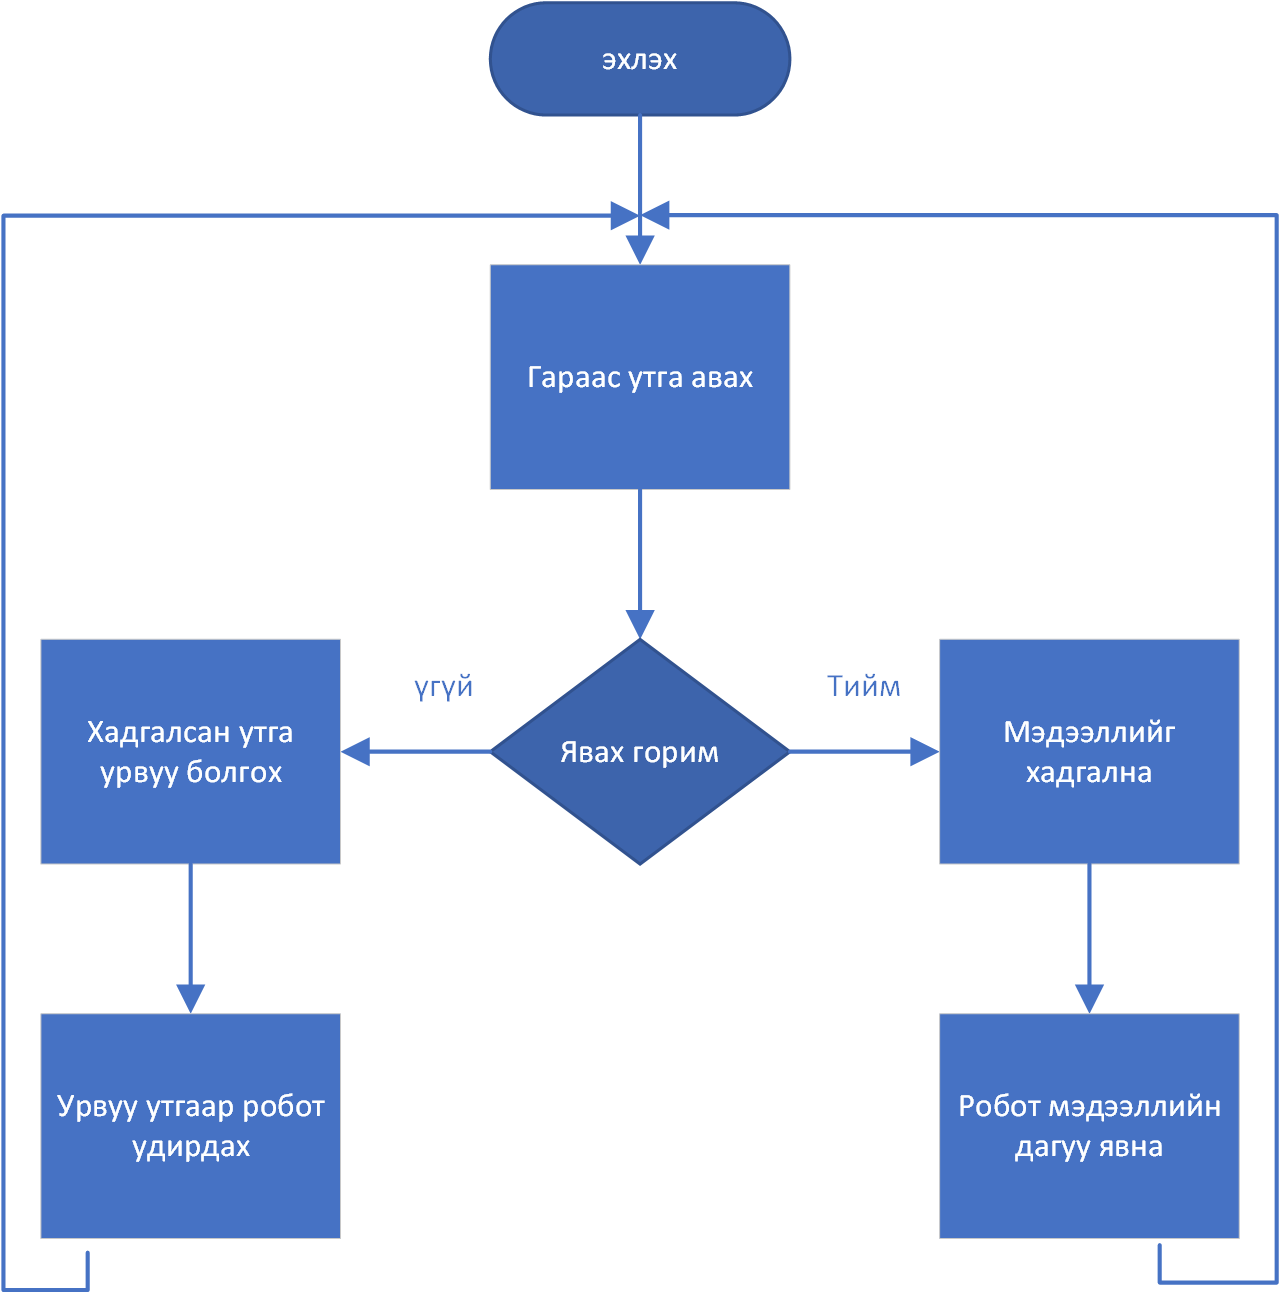 эхлэх
Гараас утга авах
үгүй
Тийм
Хадгалсан утга
урвуу болгох
Явах горим
Мэдээллийг
хадгална
Урвуу утгаар робот
удирдах
Робот мэдээллийн
дагуу явна